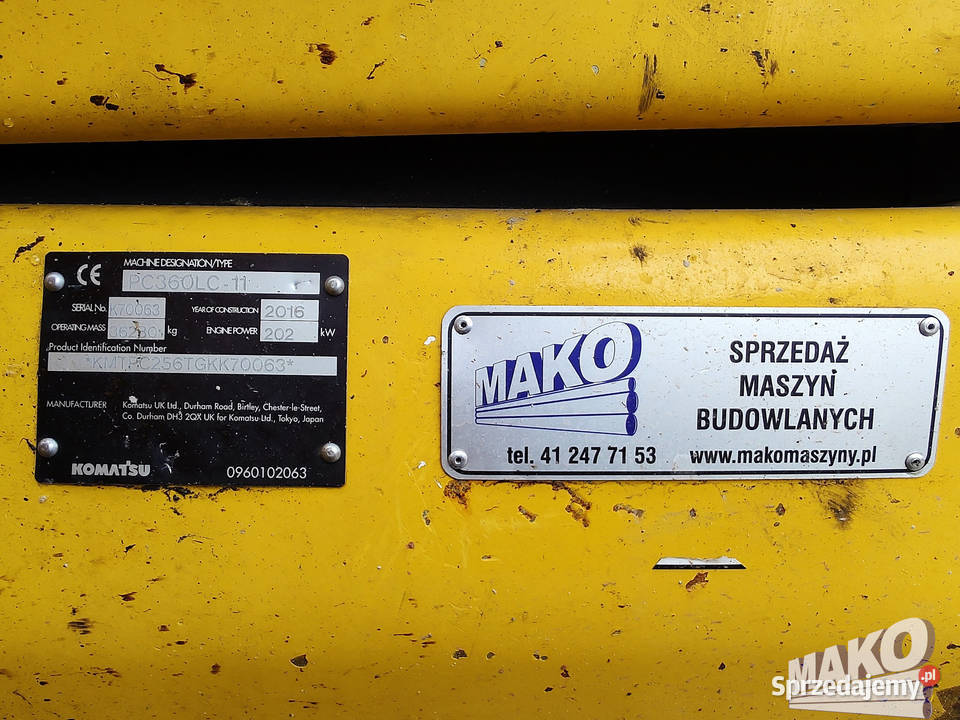 CE
MACHINE DESIGNATION/TYPE
PC360LC-11
SERIAL No. K70063 YEAR OF CONSTRUCTION 2016
OPERATING MASS kg ENGINE POWER 202 kW
Product Identification Number
*KMTPC256TGKK70063*
MANUFACTURER Komatsu UK Ltd., Durham Road, Birtley, Chester-le-Street,
Co. Durham DH3 2QX UK for Komatsu Ltd., Tokyo, Japan
KOMATSU 0960102063
MAKO
SPRZEDAŻ
MASZYN
BUDOWLANYCH
tel. 41 247 71 53 www.makomaszyny.pl
MAKO
Sprzedajemy.pl